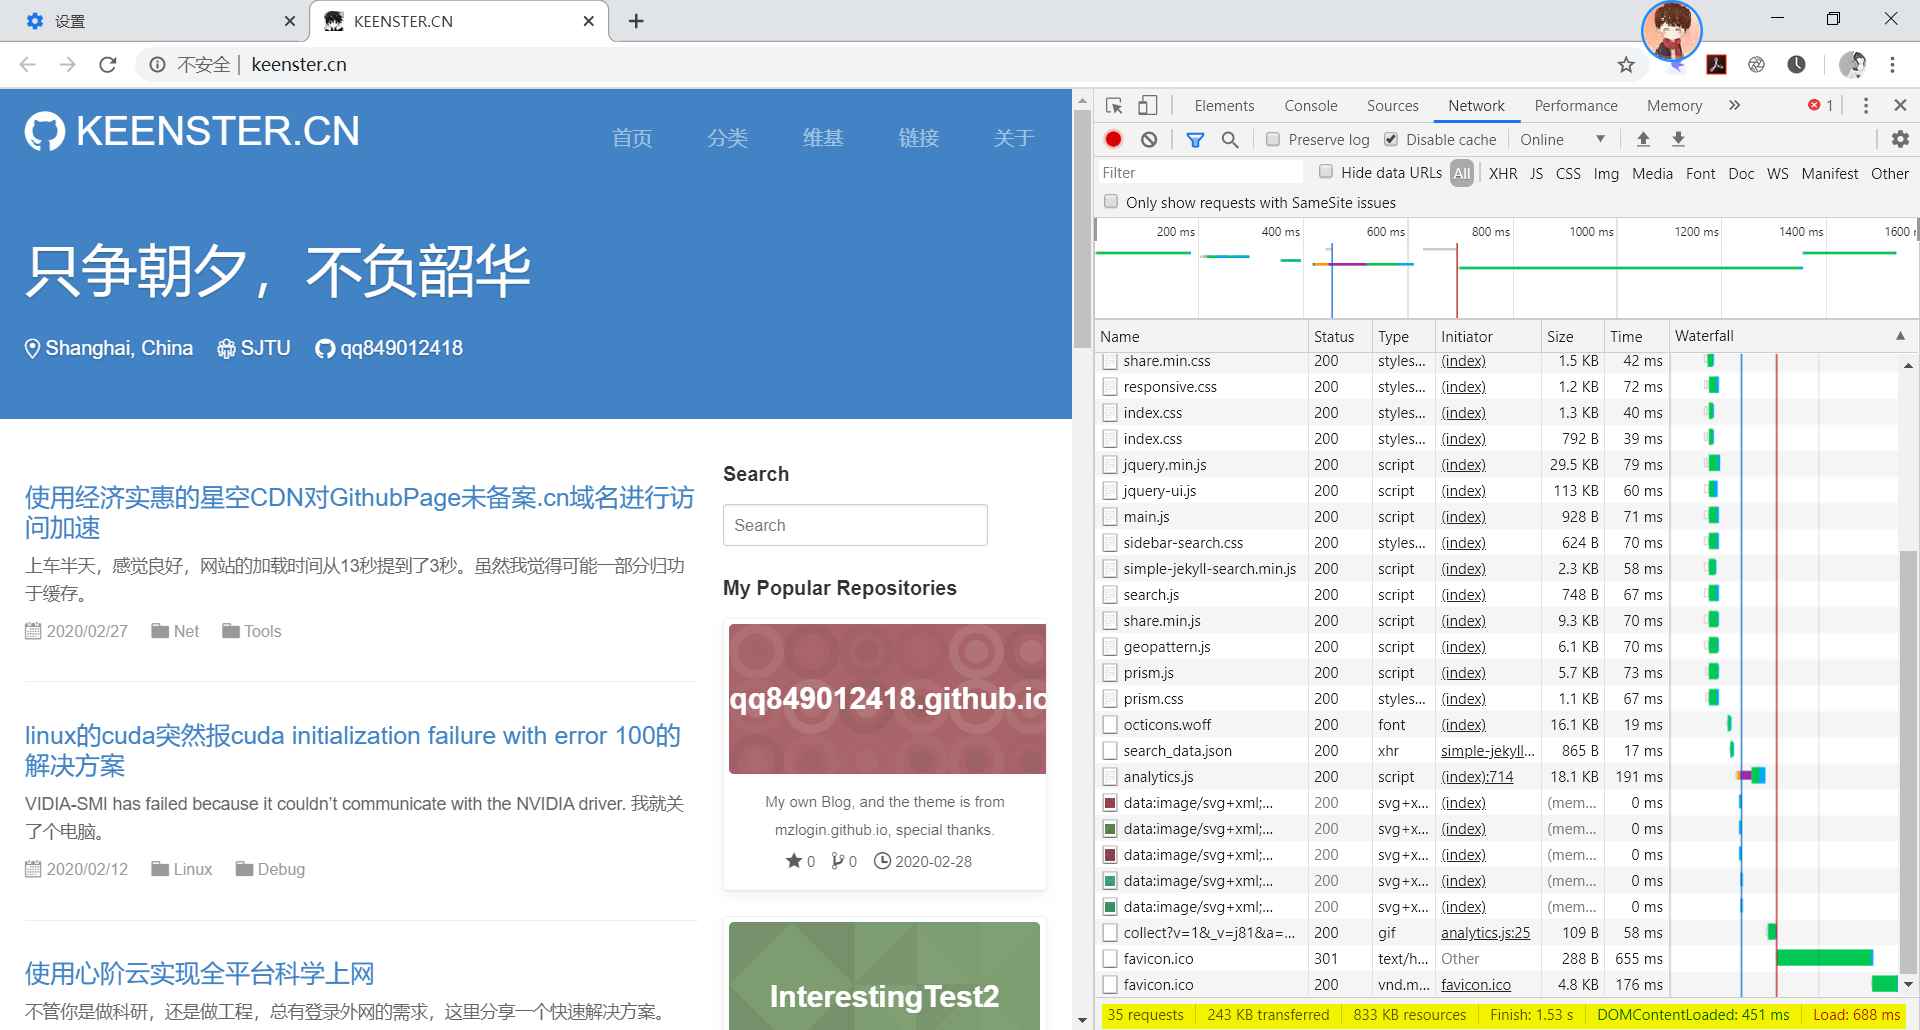 设置
KEENSTER.CN
不安全
keenster.cn
KEENSTER.CN
首页 分类 维基 链接 关于
只争朝夕，不负韶华
Shanghai, China SJTU qq849012418
使用经济实惠的星空CDN对GithubPage未备案.cn域名进行访
问加速
上车半天，感觉良好，网站的加载时间从13秒提到了3秒。虽然我觉得可能一部分归功
于缓存。
2020/02/27 Net Tools
linux的cuda突然报cuda initialization failure with error 100的
解决方案
VIDIA-SMI has failed because it couldn't communicate with the NVIDIA driver. 我就关
了个电脑。
2020/02/12 Linux Debug
使用心阶云实现全平台科学上网
不管你是做科研，还是做工程，总有登录外网的需求，这里分享一个快速解决方案。
Search
Search
My Popular Repositories
qq849012418.github.io
My own Blog, and the theme is from
mzlogin.github.io, special thanks.
0 0 2020-02-28
InterestingTest2
Elements Console Sources Network Performance Memory 1
Preserve log Disable cache Online
Filter Hide data URLs All XHR JS CSS Img Media Font Doc WS Manifest Other
Only show requests with SameSite issues
200 ms 400 ms 600 ms 800 ms 1000 ms 1200 ms 1400 ms 1600
Name Status Type Initiator Size Time Waterfall
share.min.css 200 styles... (index) 1.5 KB 42 ms
responsive.css 200 styles... (index) 1.2 KB 72 ms
index.css 200 styles... (index) 1.3 KB 40 ms
index.css 200 styles... (index) 792 B 39 ms
jquery.min.js 200 script (index) 29.5 KB 79 ms
jquery-ui.js 200 script (index) 113 KB 60 ms
main.js 200 script (index) 928 B 71 ms
sidebar-search.css 200 styles... (index) 624 B 70 ms
simple-jekyll-search.min.js 200 script (index) 2.3 KB 58 ms
search.js 200 script (index) 748 B 67 ms
share.min.js 200 script (index) 9.3 KB 70 ms
geopattern.js 200 script (index) 6.1 KB 70 ms
prism.js 200 script (index) 5.7 KB 73 ms
prism.css 200 styles... (index) 1.1 KB 67 ms
octicons.woff 200 font (index) 16.1 KB 19 ms
search_data.json 200 xhr simple-jekyll... 865 B 17 ms
analytics.js 200 script (index):714 18.1 KB 191 ms
data:image/svg+xml;... 200 svg+x... (index) (mem... 0 ms
data:image/svg+xml;... 200 svg+x... (index) (mem... 0 ms
data:image/svg+xml;... 200 svg+x... (index) (mem... 0 ms
data:image/svg+xml;... 200 svg+x... (index) (mem... 0 ms
data:image/svg+xml;... 200 svg+x... (index) (mem... 0 ms
collect?v=1&_v=j81&a=... 200 gif analytics.js:25 109 B 58 ms
favicon.ico 301 text/h... Other 288 B 655 ms
favicon.ico 200 vnd.m... favicon.ico 4.8 KB 176 ms
35 requests 243 KB transferred 833 KB resources Finish: 1.53 s DOMContentLoaded: 451 ms Load: 688 ms